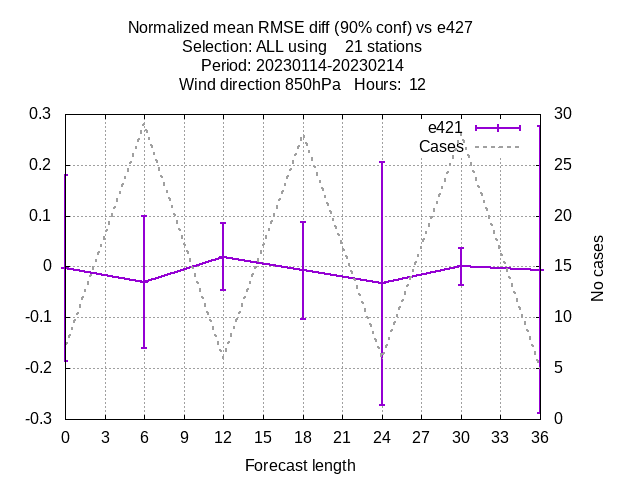 Normalized mean RMSE diff (90% conf) vs e427
Selection: ALL using    21 stations
Period: 20230114-20230214
Wind direction 850hPa   Hours:  12
0.3
0.2
0.1
0
-0.1
-0.2
-0.3
30
25
20
15
10
5
0
e421
Cases
No cases
0 3 6 9 12 15 18 21 24 27 30 33 36
Forecast length